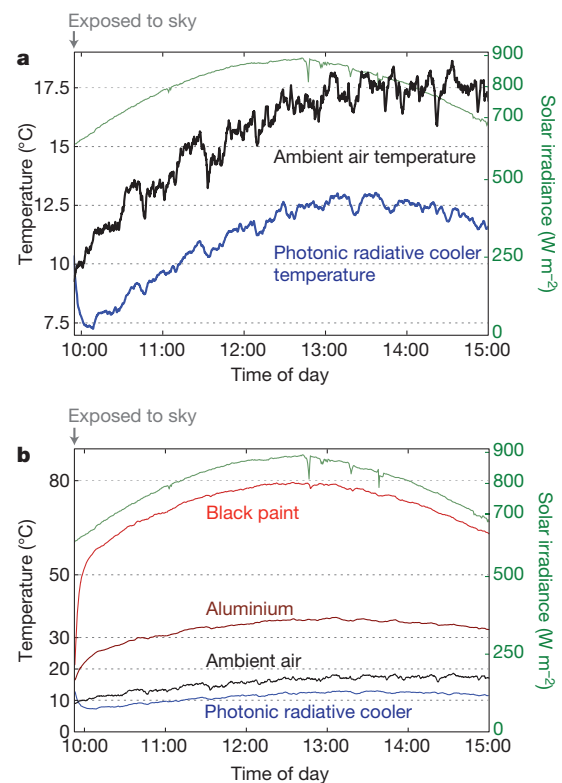 Exposed to sky
a
17.5
15
12.5
10
7.5
Temperature (°C)
Ambient air temperature
Photonic radiative cooler
temperature
900
800
700
500
250
0
Solar irradiance
(W m⁻²)
10:00 11:00 12:00 13:00 14:00 15:00
Time of day
Exposed to sky
b
80
50
30
20
10
0
Temperature (°C)
Black paint
Aluminium
Ambient air
Photonic radiative cooler
900
800
700
500
250
0
Solar irradiance (W m⁻²)
10:00 11:00 12:00 13:00 14:00 15:00
Time of day